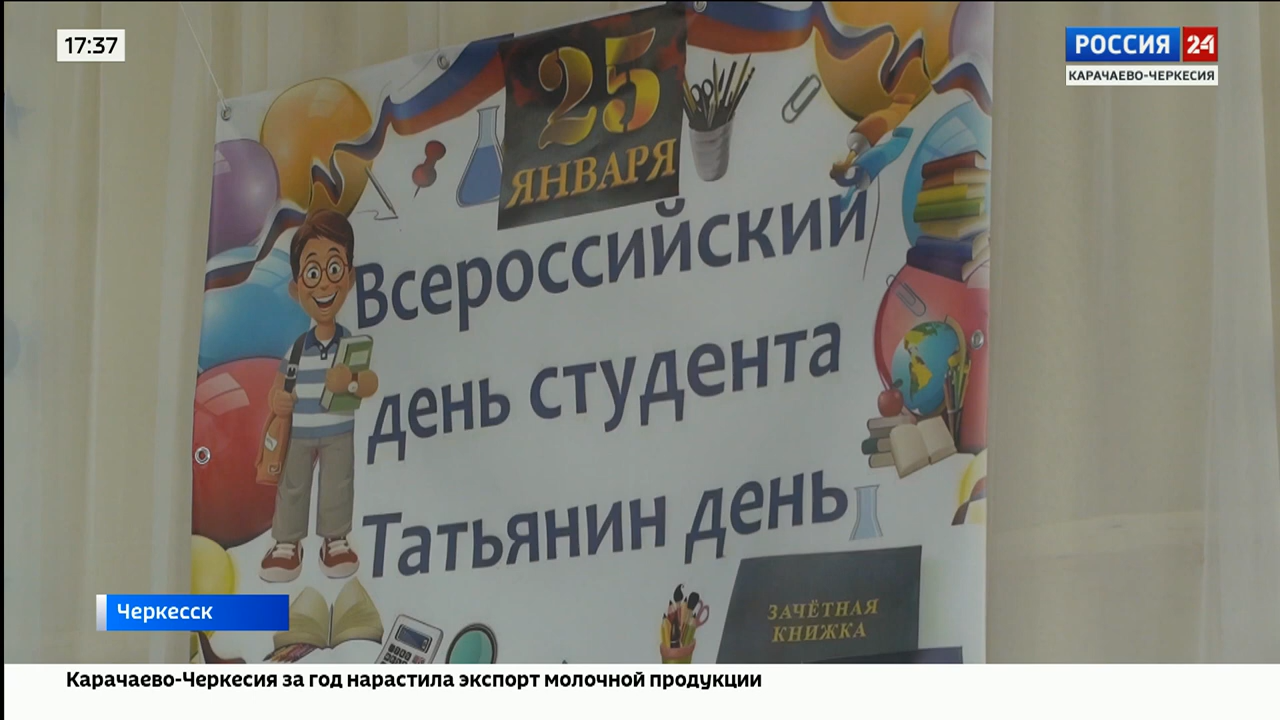 17:37
РОССИЯ 24
КАРАЧАЕВО-ЧЕРКЕСИЯ
25
ЯНВАРЯ
Всероссийский
день студента
Татьянин день
ЗАЧЁТНАЯ
КНИЖКА
Черкесск
Карачаево-Черкесия за год нарастила экспорт молочной продукции